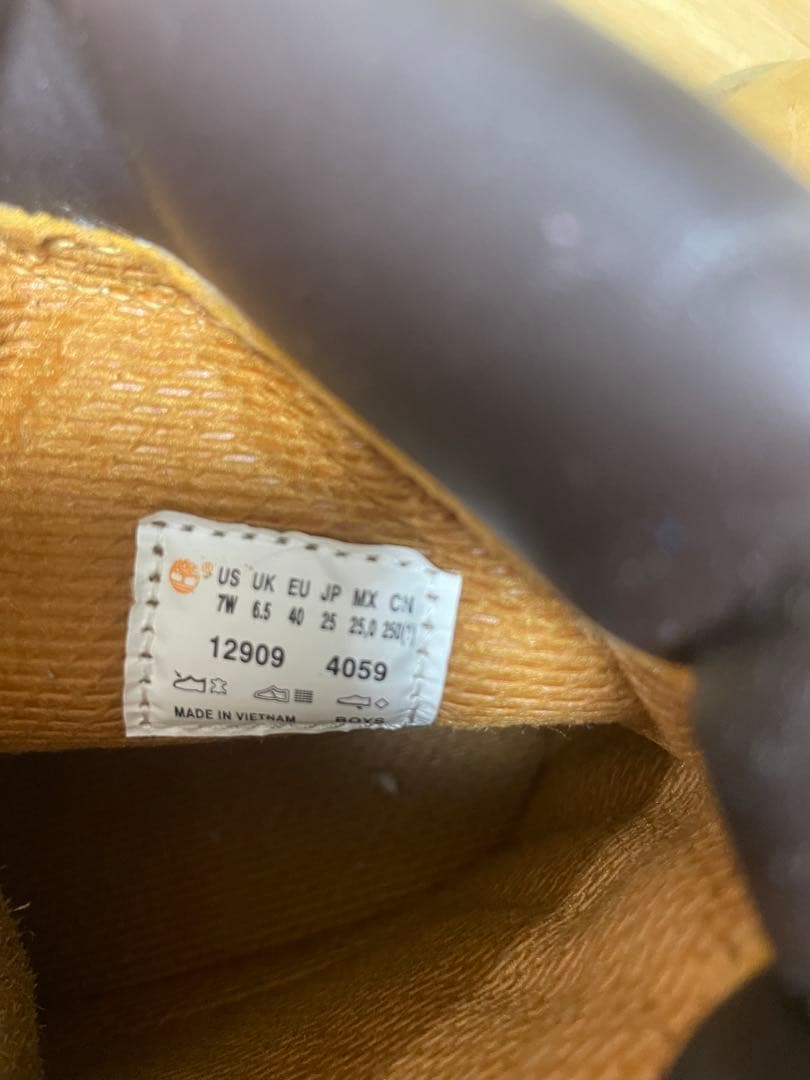 ® US UK EU JP MX CN
7W 6.5 40 25 25,0 250(1)
12909 4059
MADE IN VIETNAM BOYS